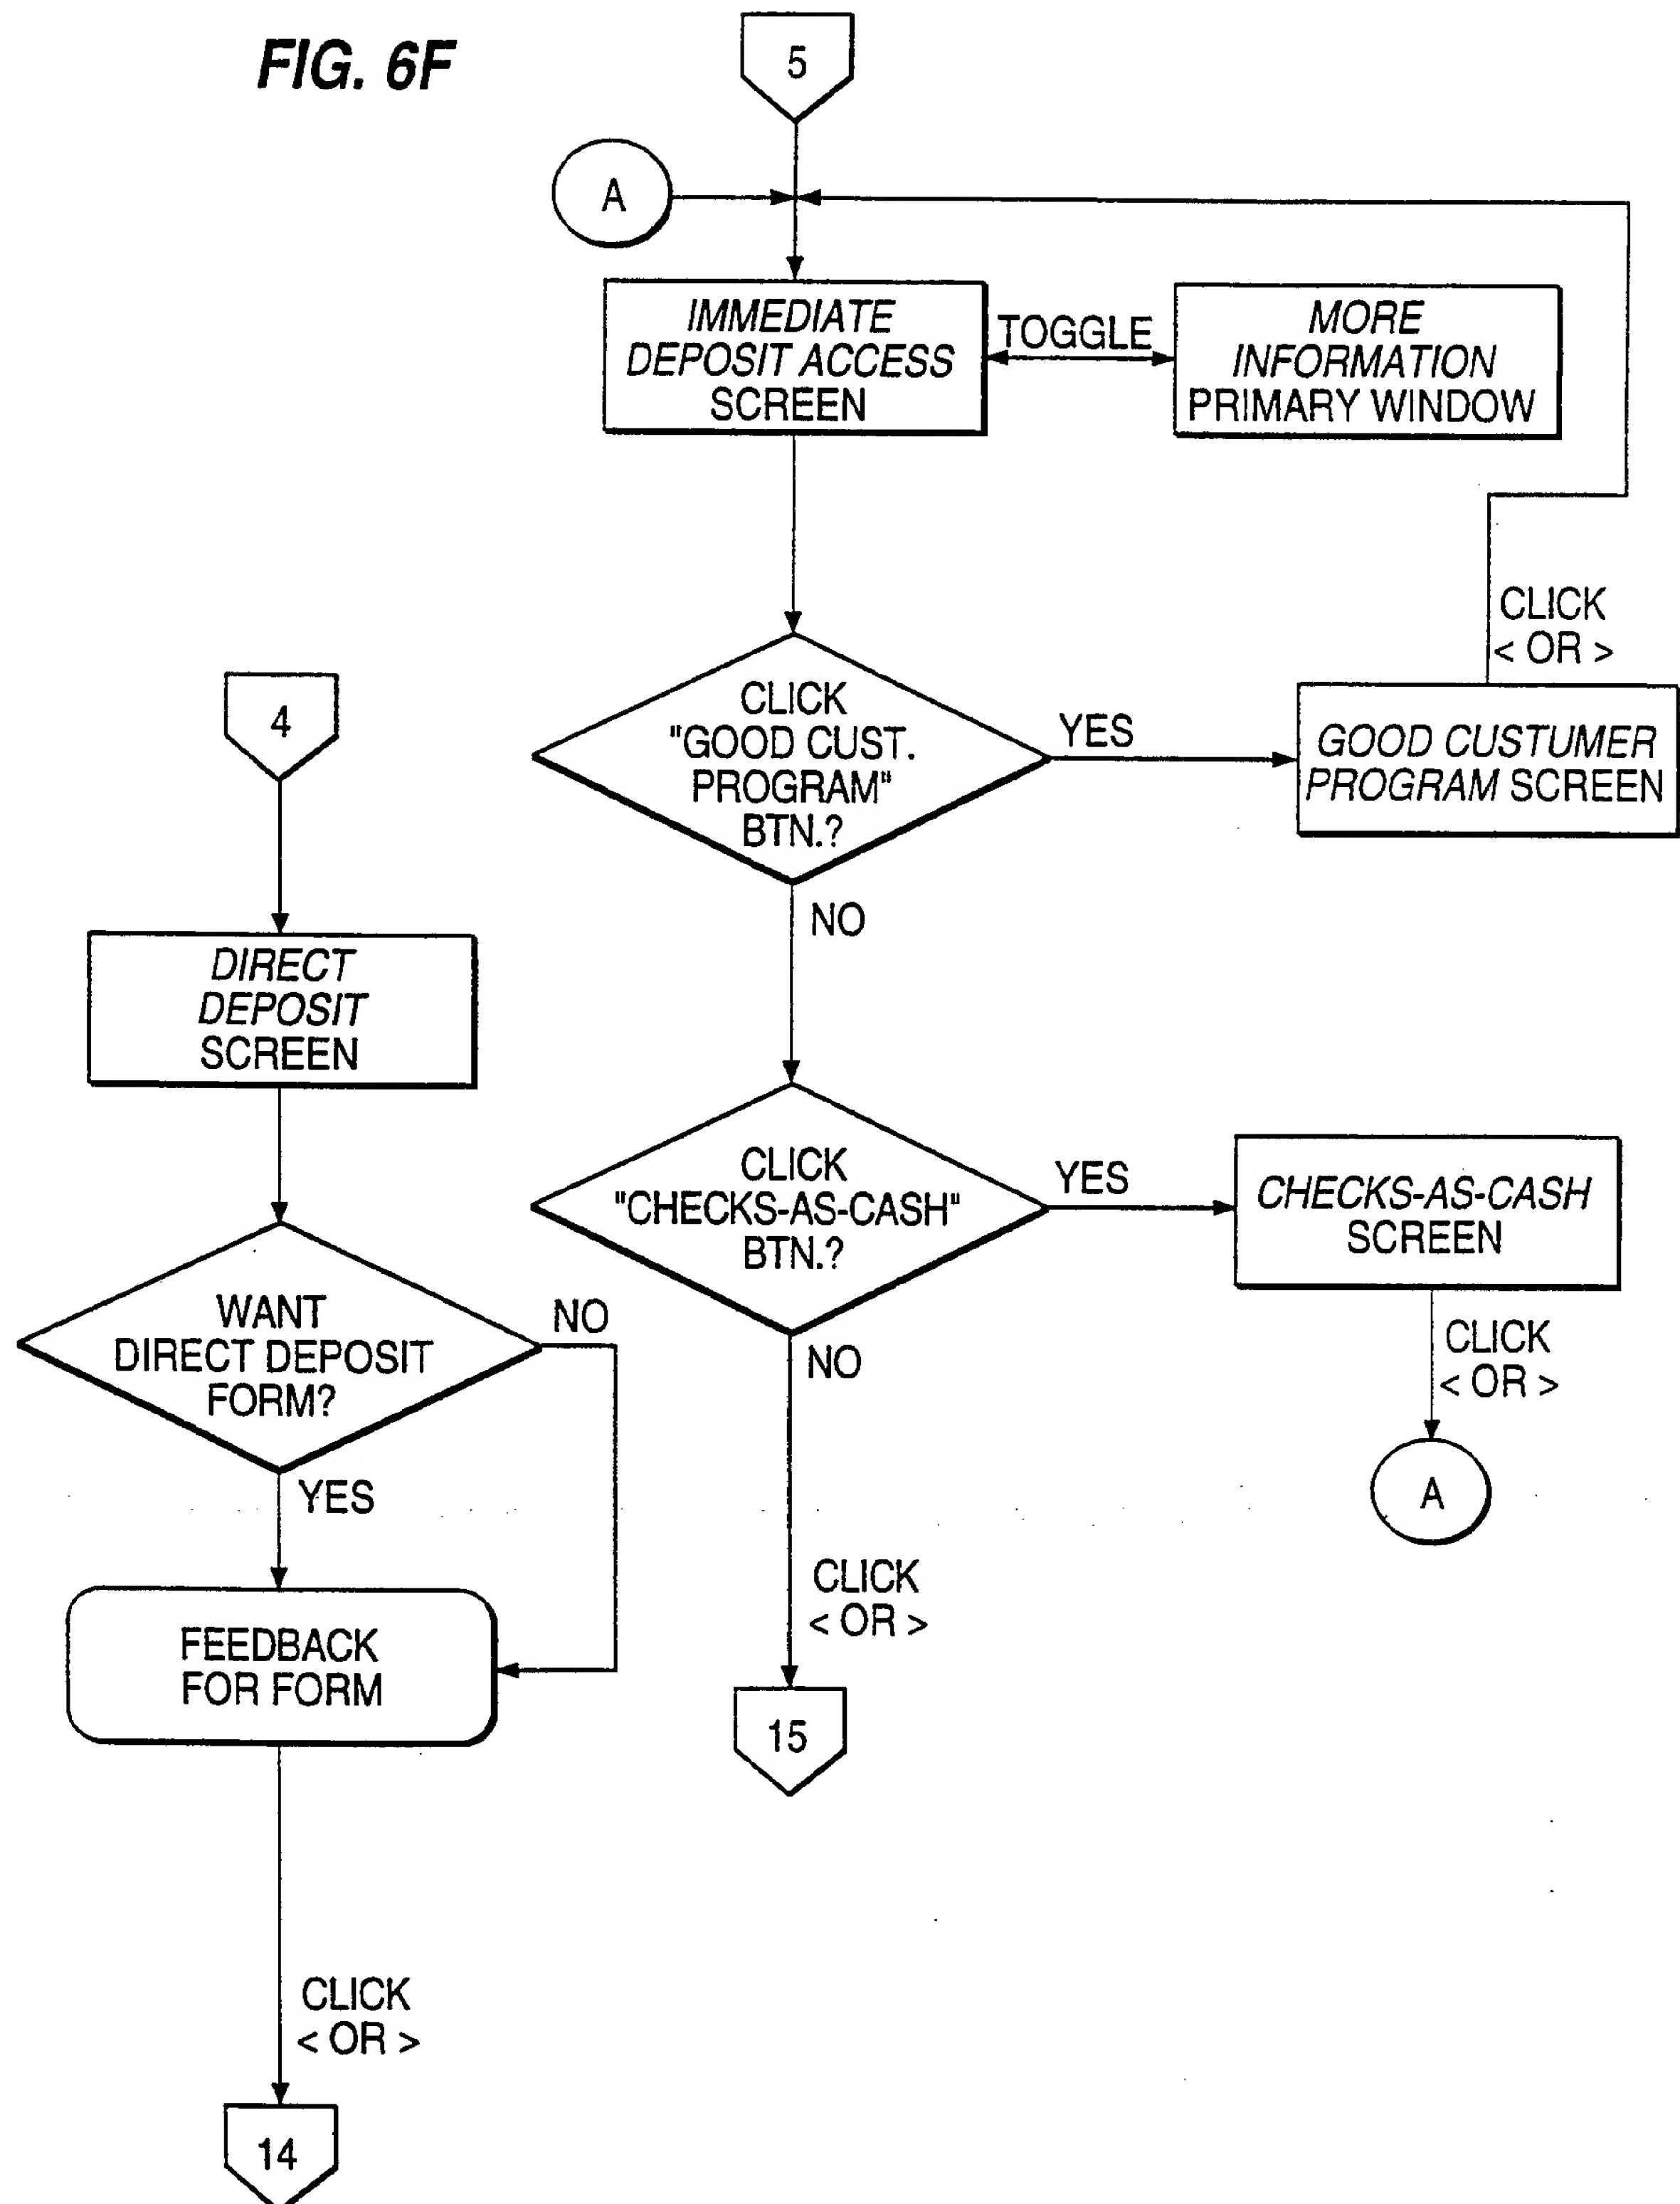 FIG. 6F
5
A
IMMEDIATE
DEPOSIT ACCESS
SCREEN
TOGGLE
MORE
INFORMATION
PRIMARY WINDOW
CLICK
< OR >
CLICK
"GOOD CUST.
PROGRAM"
BTN.?
YES
GOOD CUSTUMER
PROGRAM SCREEN
NO
CLICK
"CHECKS-AS-CASH"
BTN.?
YES
CHECKS-AS-CASH
SCREEN
CLICK
< OR >
A
NO
CLICK
< OR >
15
4
DIRECT
DEPOSIT
SCREEN
WANT
DIRECT DEPOSIT
FORM?
NO
YES
FEEDBACK
FOR FORM
CLICK
< OR >
14